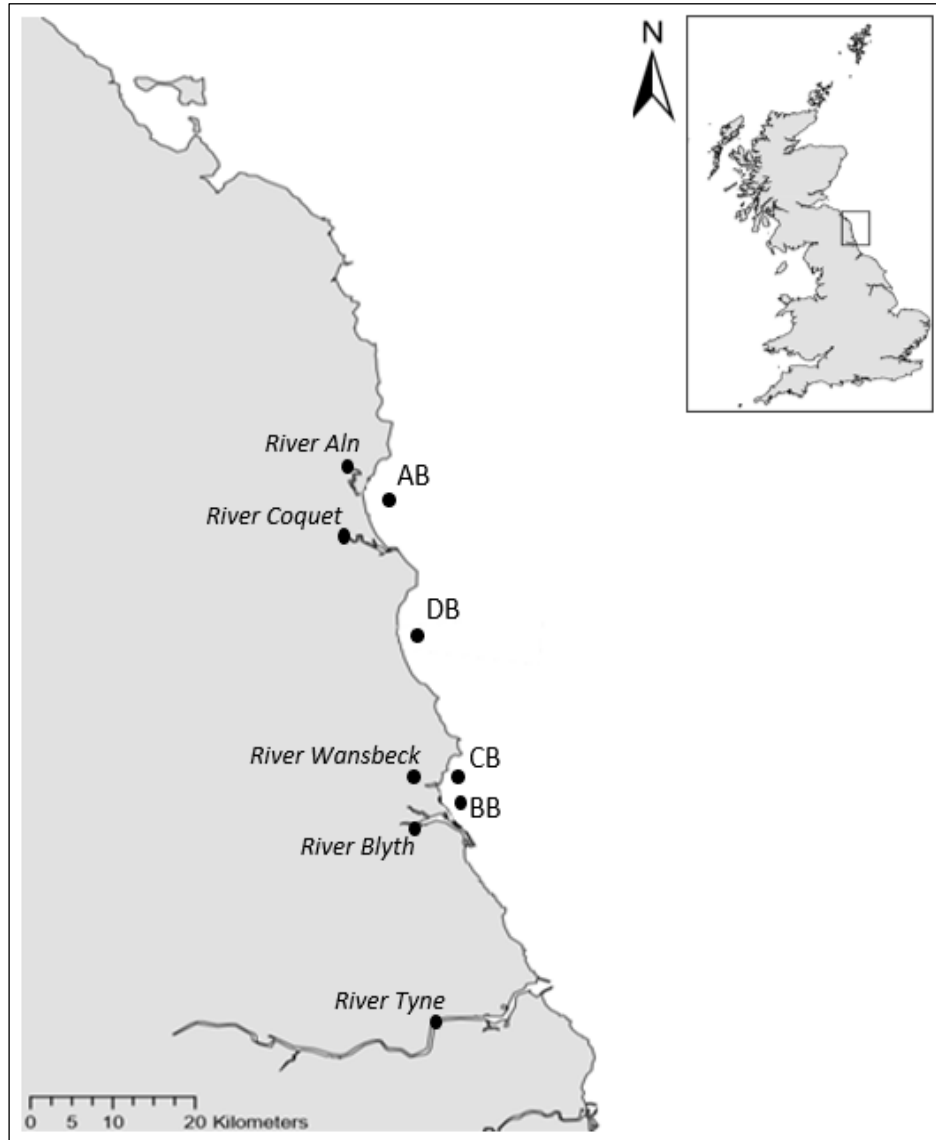 N
River Aln
AB
River Coquet
DB
River Wansbeck
CB
BB
River Blyth
River Tyne
0 5 10 20 Kilometers